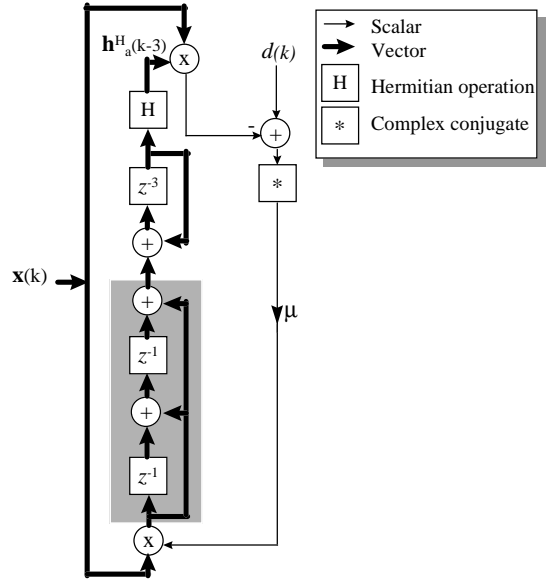 h^H_a(k-3)
x
d(k)
H
-
+
*
z^-3
+
x(k)
+
μ
z^-1
+
z^-1
x
Scalar
Vector
H Hermitian operation
* Complex conjugate